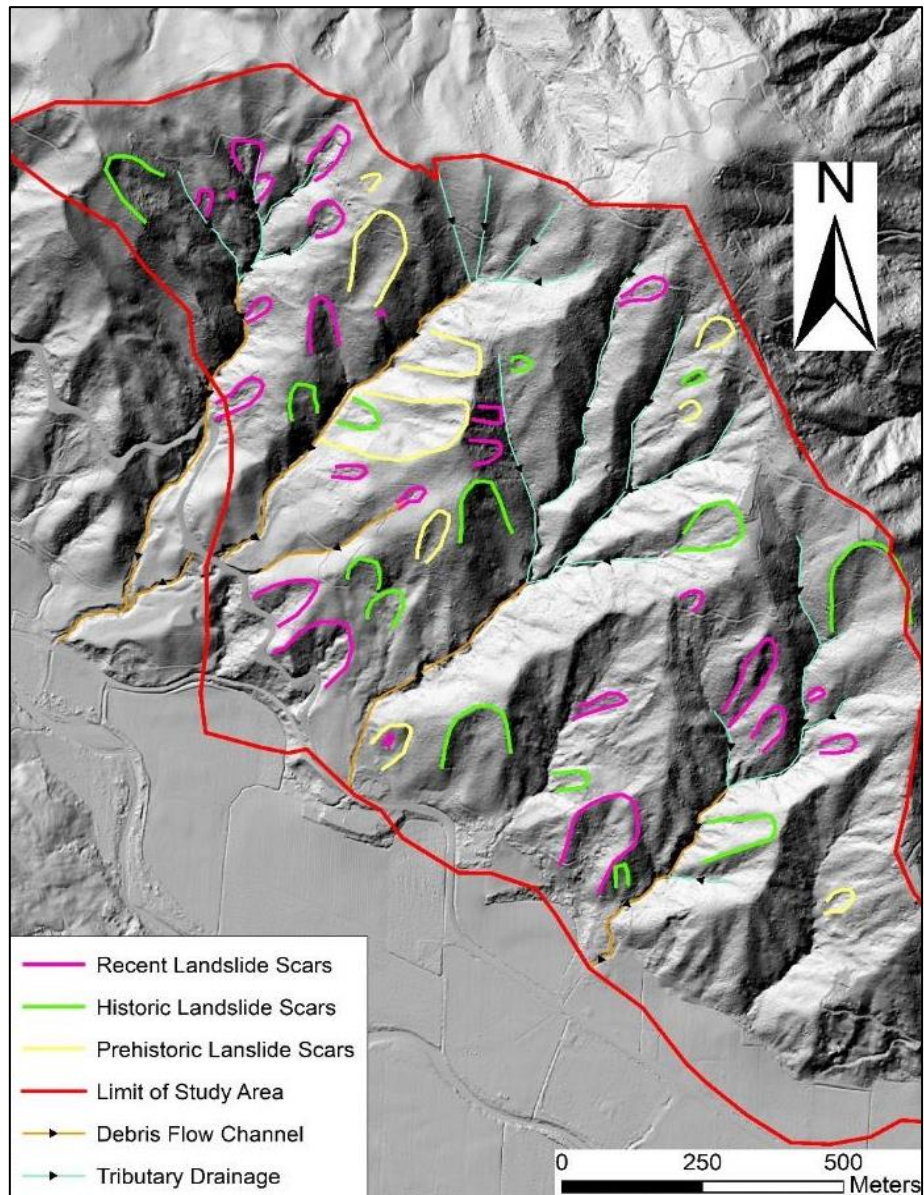 N
Recent Landslide Scars
Historic Landslide Scars
Prehistoric Lanslide Scars
Limit of Study Area
Debris Flow Channel
Tributary Drainage
0 250 500
Meters